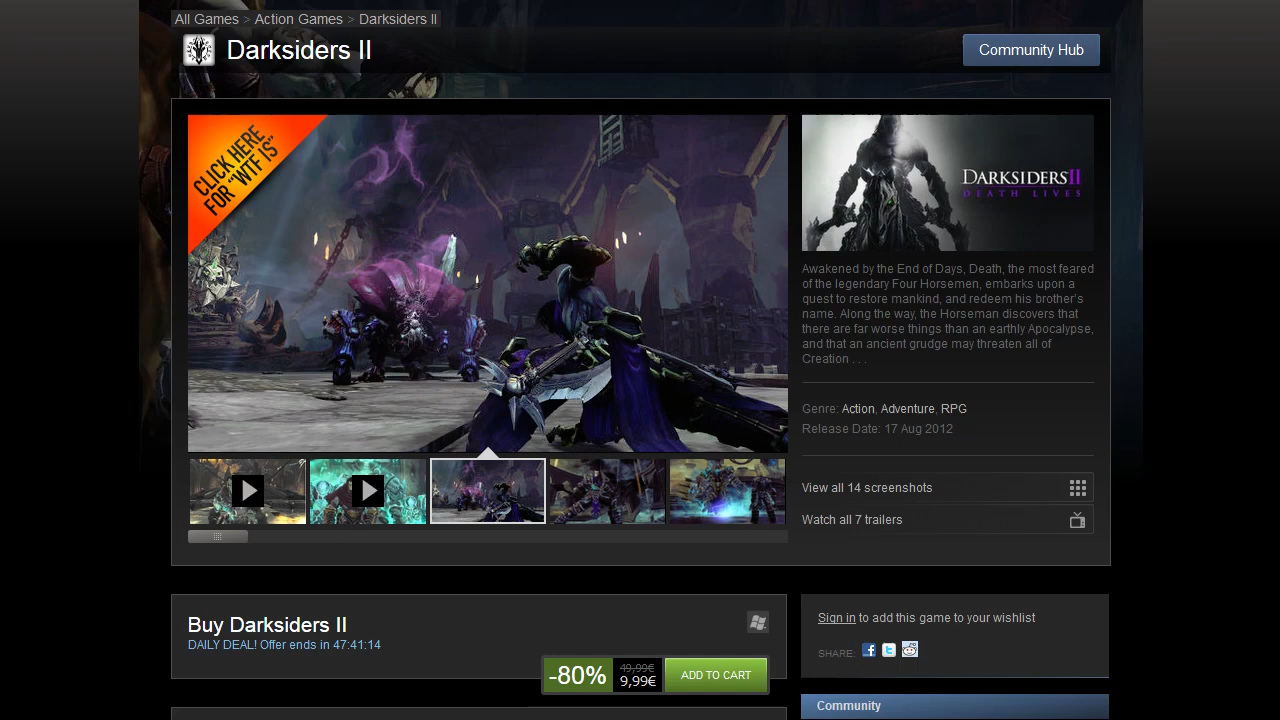 All Games > Action Games > Darksiders II
Darksiders II
Community Hub
CLICK HERE
FOR "WTF IS"
DARKSIDERS II
DEATH LIVES
Awakened by the End of Days, Death, the most feared
of the legendary Four Horsemen, embarks upon a
quest to restore mankind, and redeem his brother's
name. Along the way, the Horseman discovers that
there are far worse things than an earthly Apocalypse,
and that an ancient grudge may threaten all of
Creation . . .
Genre: Action, Adventure, RPG
Release Date: 17 Aug 2012
View all 14 screenshots
Watch all 7 trailers
Buy Darksiders II
DAILY DEAL! Offer ends in 47:41:14
-80%
49,99€
9,99€
ADD TO CART
Sign in to add this game to your wishlist
SHARE:
Community